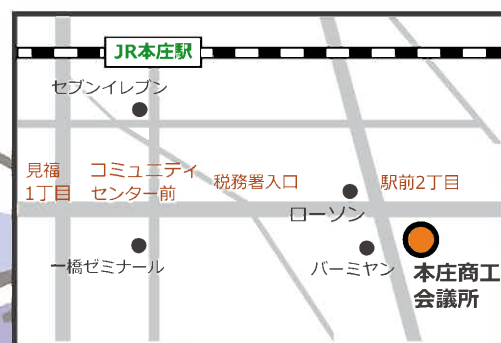 JR本庄駅
セブンイレブン
見福
1丁目
コミュニティ
センター前
税務署入口
駅前2丁目
ローソン
一橋ゼミナール
バーミヤン
本庄商工
会議所